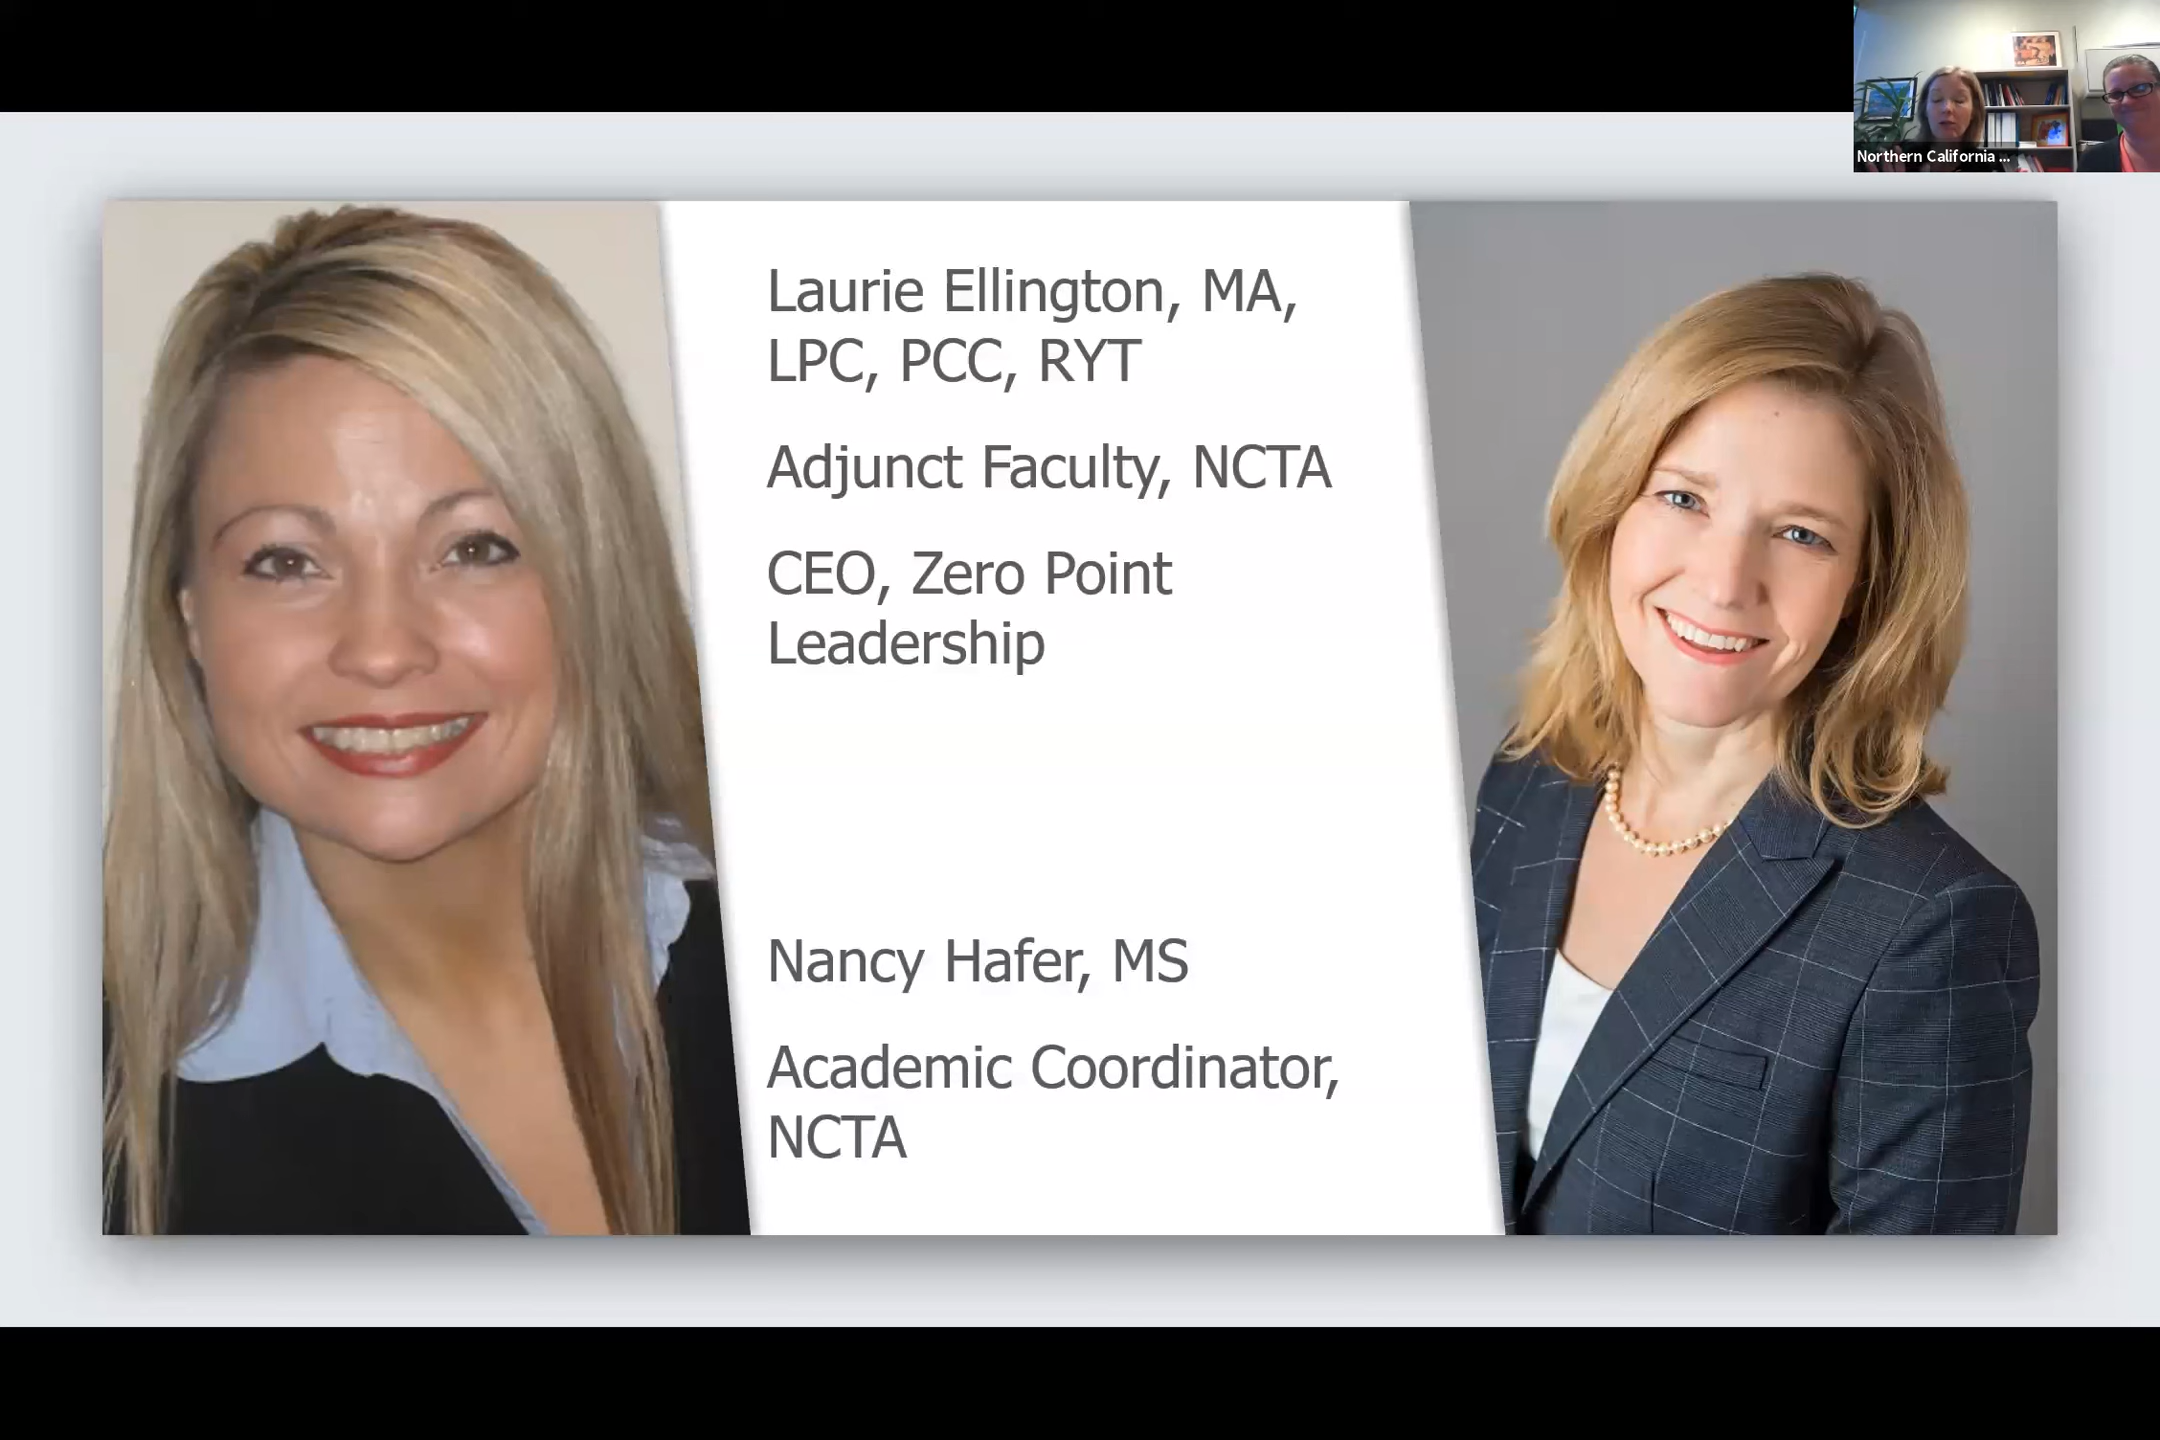 Northern California ...
Laurie Ellington, MA,
LPC, PCC, RYT
Adjunct Faculty, NCTA
CEO, Zero Point
Leadership
Nancy Hafer, MS
Academic Coordinator,
NCTA